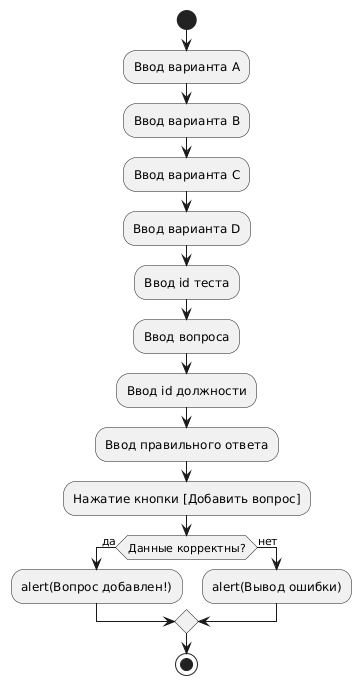 Ввод варианта A
Ввод варианта B
Ввод варианта C
Ввод варианта D
Ввод id теста
Ввод вопроса
Ввод id должности
Ввод правильного ответа
Нажатие кнопки [Добавить вопрос]
да
Данные корректны?
нет
alert(Вопрос добавлен!)
alert(Вывод ошибки)